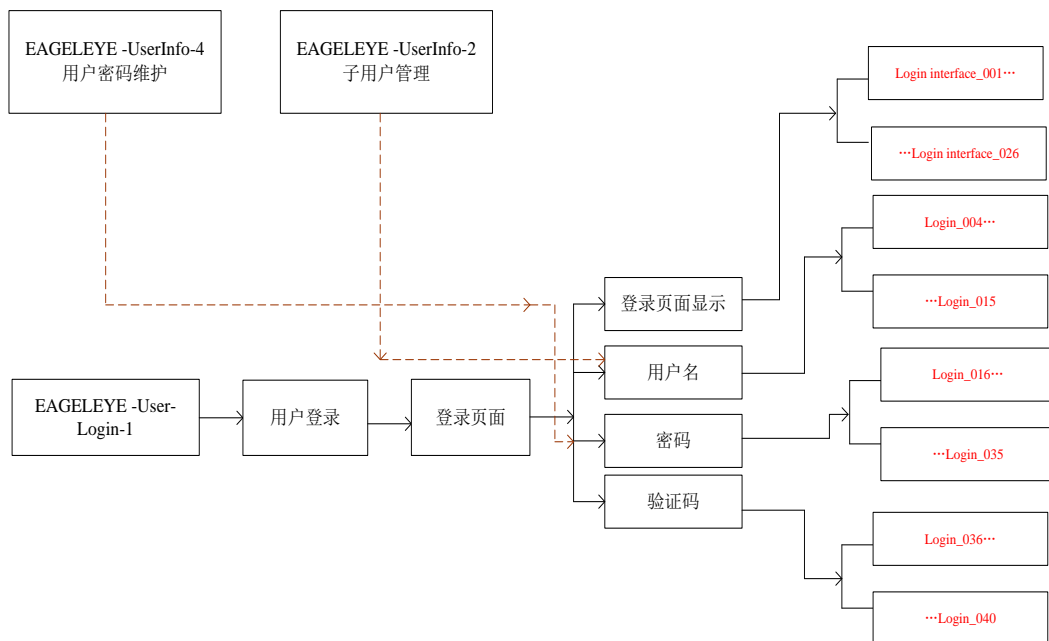 EAGELEYE -UserInfo-4
用户密码维护
EAGELEYE -UserInfo-2
子用户管理
Login interface_001…
…Login interface_026
Login_004…
…Login_015
登录页面显示
用户名
Login_016…
EAGELEYE -User-
Login-1
用户登录
登录页面
密码
…Login_035
验证码
Login_036…
…Login_040